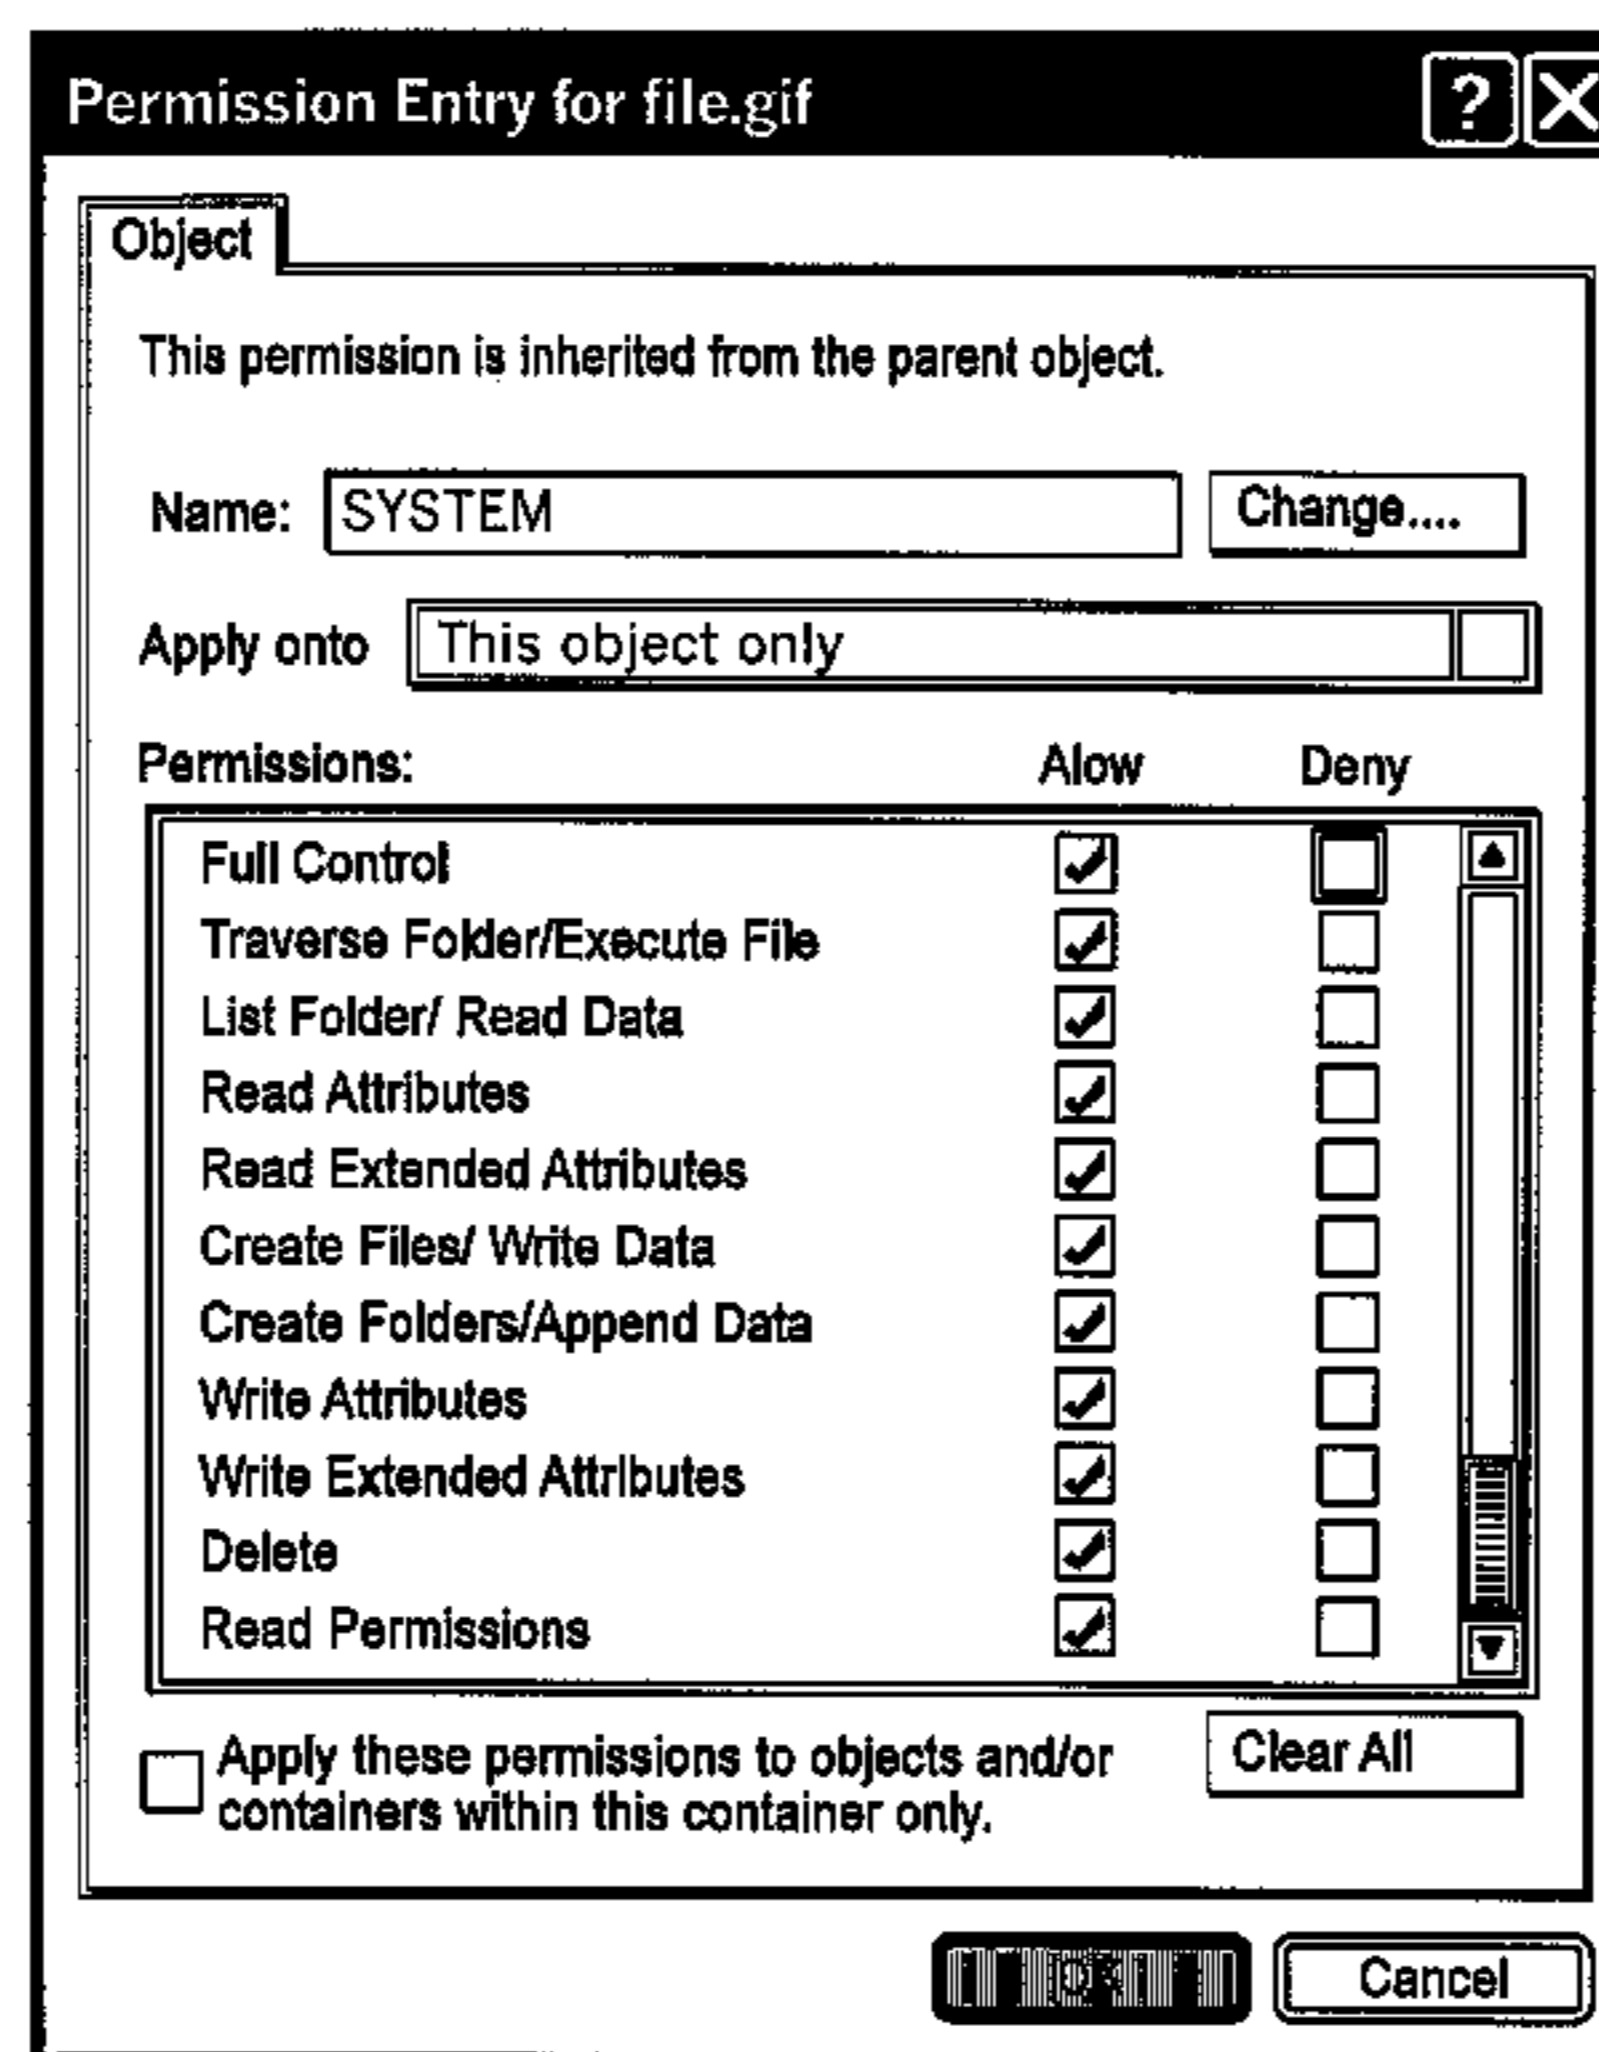 Permission Entry for file.gif ? X
Object
This permission is inherited from the parent object.
Name: SYSTEM Change....
Apply onto This object only
Permissions: Alow Deny
Full Control
Traverse Folder/Execute File
List Folder/ Read Data
Read Attributes
Read Extended Attributes
Create Files/ Write Data
Create Folders/Append Data
Write Attributes
Write Extended Attributes
Delete
Read Permissions
Apply these permissions to objects and/or
containers within this container only.
Clear All
OK Cancel